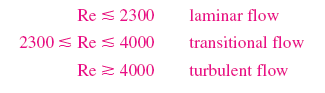 Re ≲ 2300 laminar flow
2300 ≲ Re ≲ 4000 transitional flow
Re ≳ 4000 turbulent flow